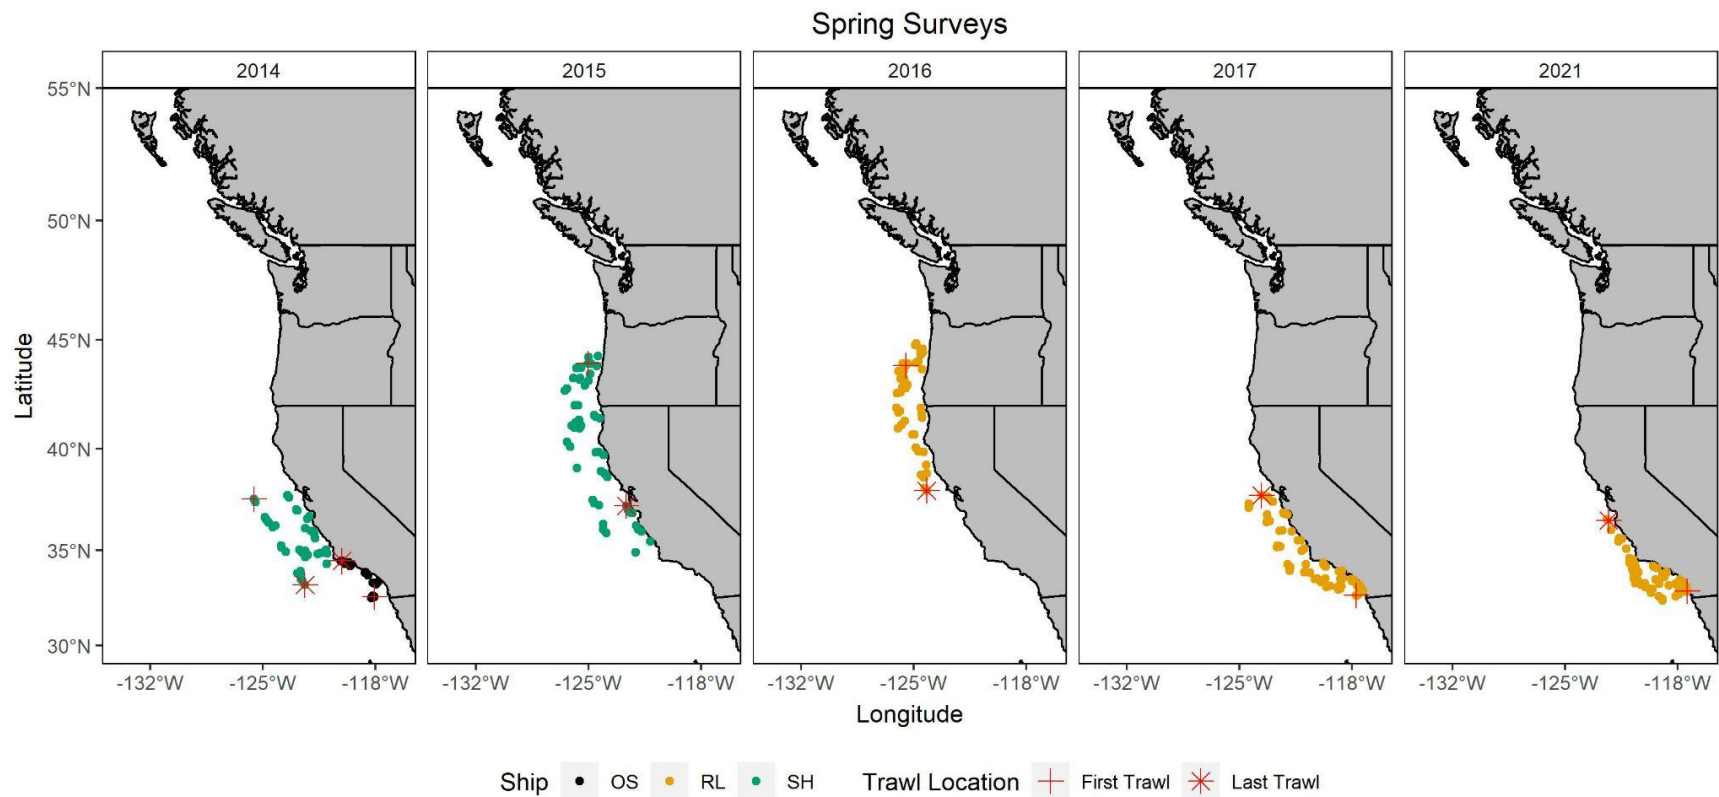 Spring Surveys
2014 2015 2016 2017 2021
55°N
50°N
45°N
40°N
35°N
30°N
Latitude
-132°W -125°W -118°W -132°W -125°W -118°W -132°W -125°W -118°W -132°W -125°W -118°W -132°W -125°W -118°W
Longitude
Ship OS RL SH Trawl Location First Trawl Last Trawl